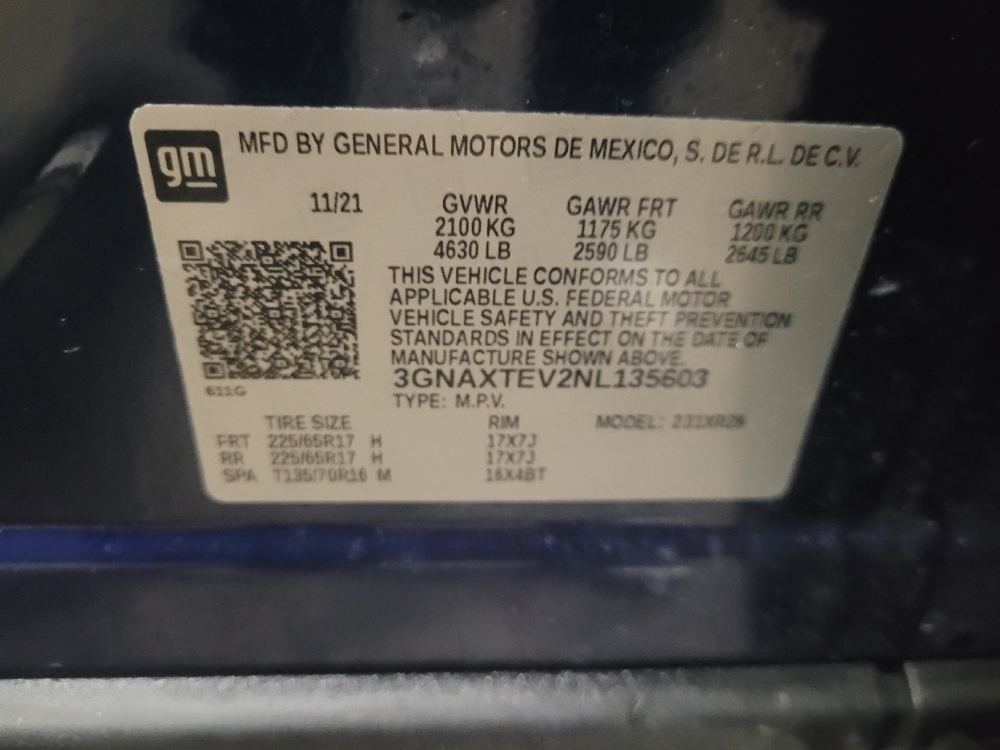 gm
MFD BY GENERAL MOTORS DE MEXICO, S. DE R.L. DE C.V.
11/21 GVWR GAWR FRT GAWR RR
2100 KG 1175 KG 1200 KG
4630 LB 2590 LB 2645 LB
THIS VEHICLE CONFORMS TO ALL
APPLICABLE U.S. FEDERAL MOTOR
VEHICLE SAFETY AND THEFT PREVENTION
STANDARDS IN EFFECT ON THE DATE OF
MANUFACTURE SHOWN ABOVE.
3GNAXTEV2NL135603
611G
TYPE: M.P.V.
TIRE SIZE RIM MODEL:
FRT 225/65R17 H 17X7J
RR 225/65R17 H 17X7J
SPA T135/70R16 M 16X4BT